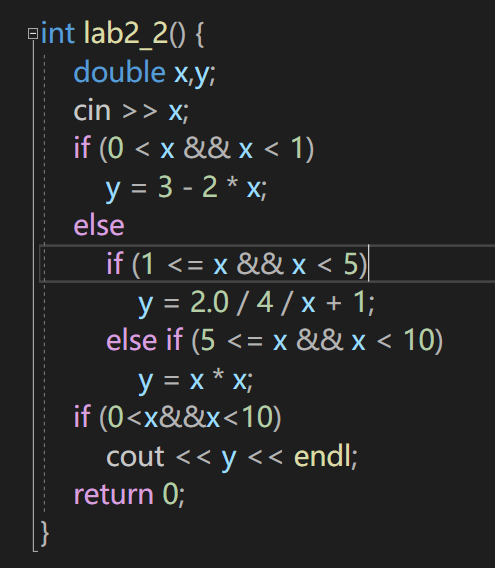 int lab2_2() {
double x,y;
cin >> x;
if (0 < x && x < 1)
y = 3 - 2 * x;
else
if (1 <= x && x < 5)
y = 2.0 / 4 / x + 1;
else if (5 <= x && x < 10)
y = x * x;
if (0<x&&x<10)
cout << y << endl;
return 0;
}